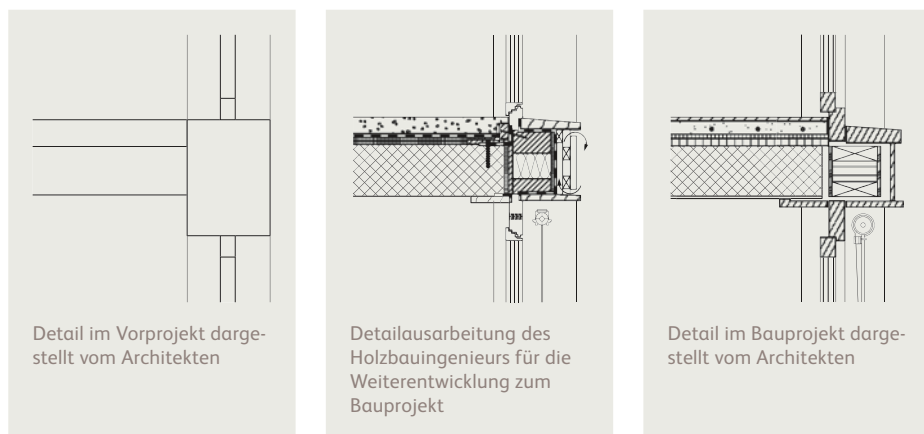 Detail im Vorprojekt darge-
stellt vom Architekten
Detailausarbeitung des
Holzbauingenieurs für die
Weiterentwicklung zum
Bauprojekt
Detail im Bauprojekt darge-
stellt vom Architekten